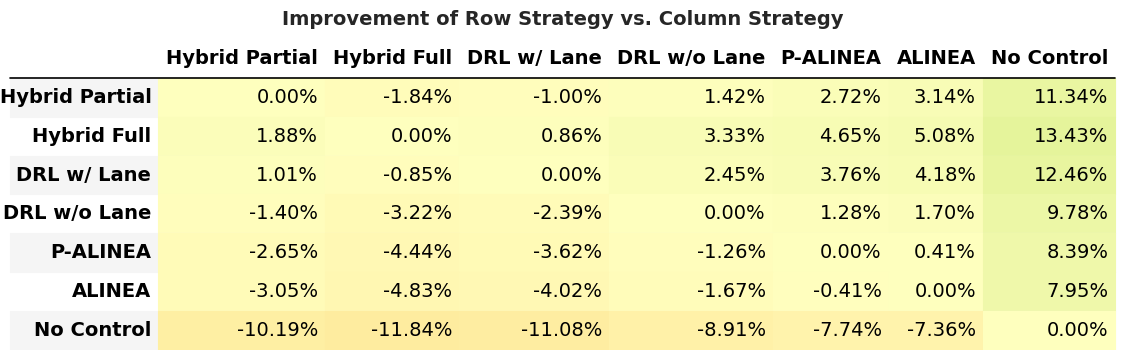 Improvement of Row Strategy vs. Column Strategy
Hybrid Partial Hybrid Full DRL w/ Lane DRL w/o Lane P-ALINEA ALINEA No Control
Hybrid Partial 0.00% -1.84% -1.00% 1.42% 2.72% 3.14% 11.34%
Hybrid Full 1.88% 0.00% 0.86% 3.33% 4.65% 5.08% 13.43%
DRL w/ Lane 1.01% -0.85% 0.00% 2.45% 3.76% 4.18% 12.46%
DRL w/o Lane -1.40% -3.22% -2.39% 0.00% 1.28% 1.70% 9.78%
P-ALINEA -2.65% -4.44% -3.62% -1.26% 0.00% 0.41% 8.39%
ALINEA -3.05% -4.83% -4.02% -1.67% -0.41% 0.00% 7.95%
No Control -10.19% -11.84% -11.08% -8.91% -7.74% -7.36% 0.00%